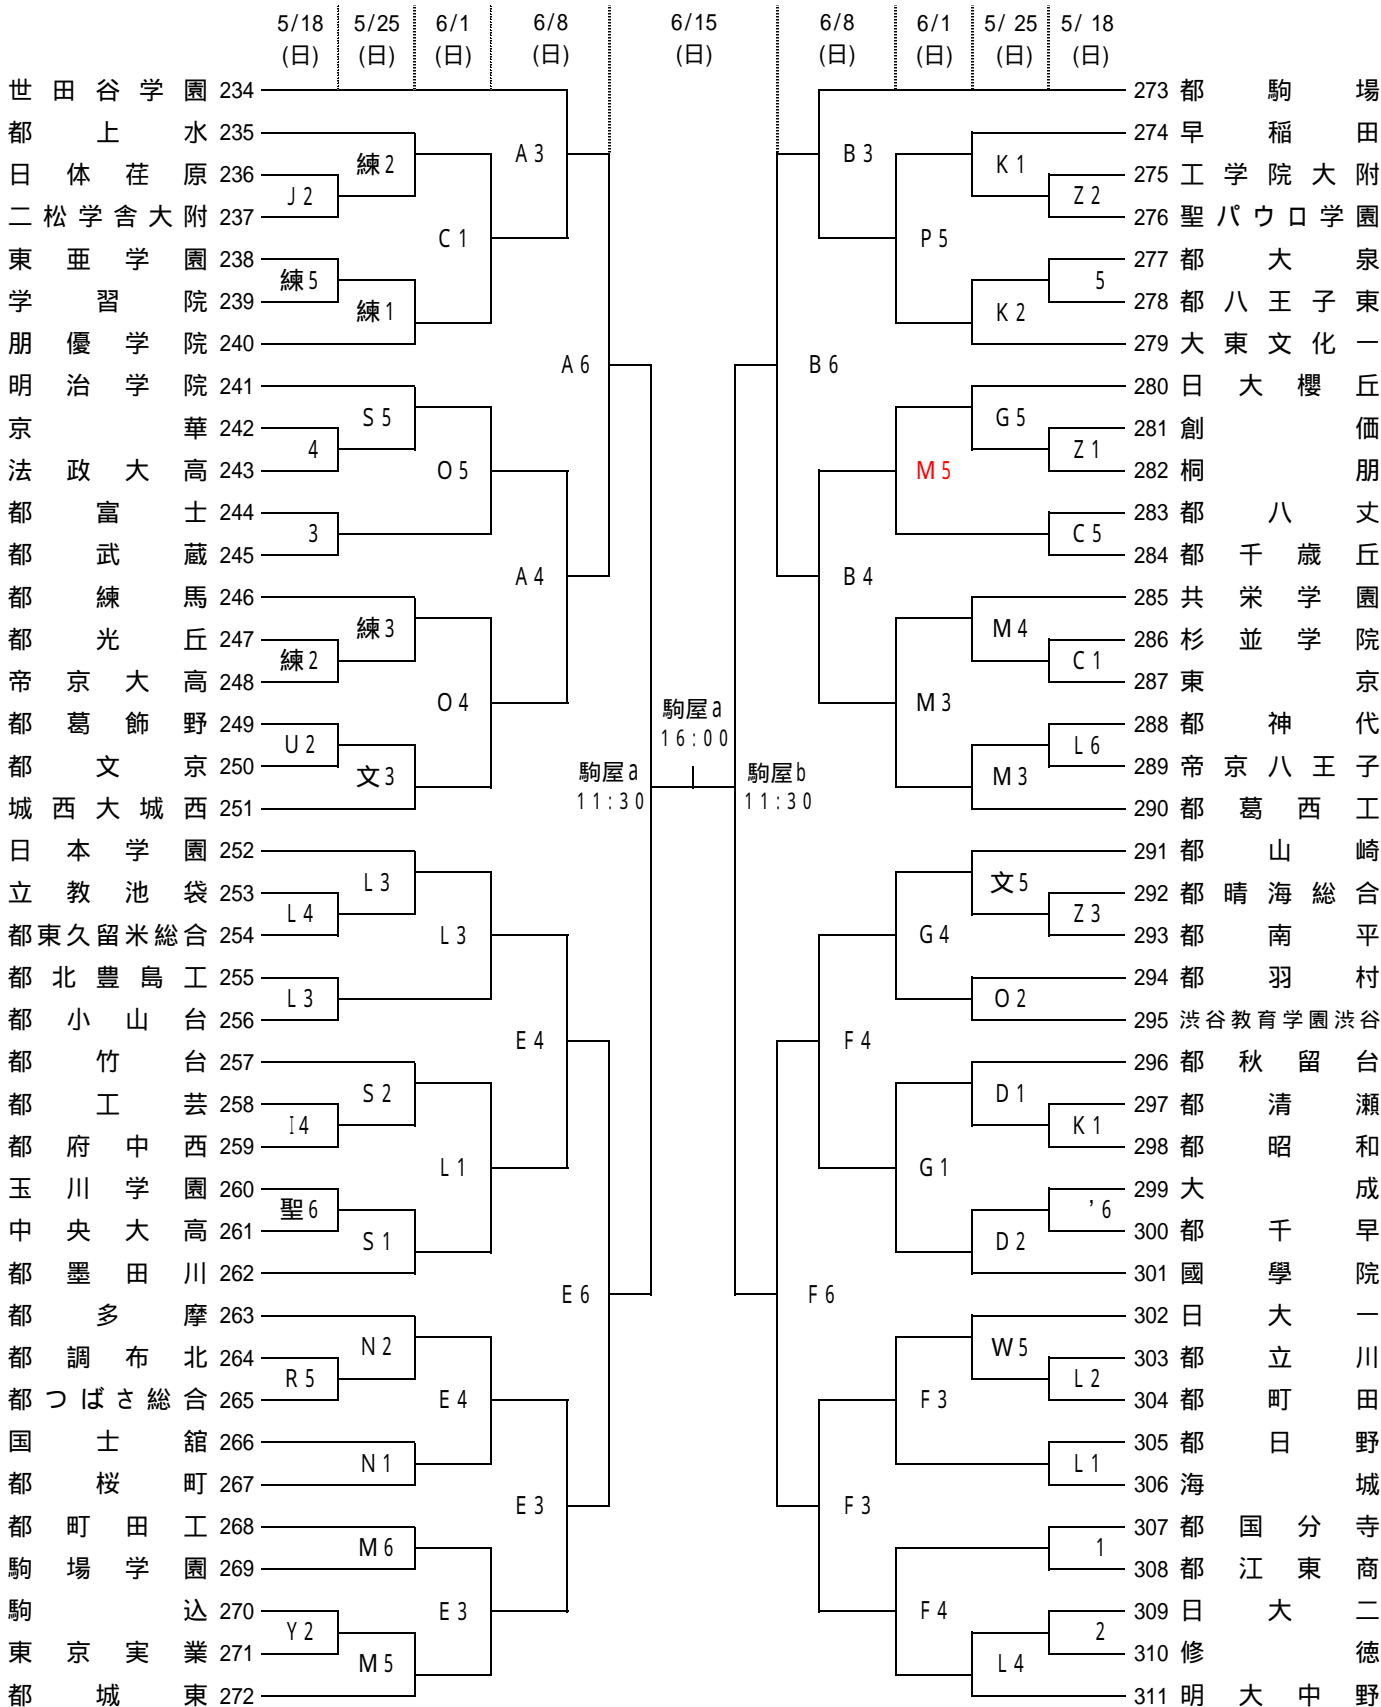 5/18 5/25 6/1 6/8 6/15 6/8 6/1 5/ 25 5/ 18
(日) (日) (日) (日) (日) (日) (日) (日) (日)
世田谷学園 234 273 都駒場
都上水 235 274 早稲田
A3 B3
練2 K1
日体荏原 236 275 工学院大附
J2 Z2
二松学舎大附 237 276 聖パウロ学園
C1 P5
東亜学園 238 277 都大泉
練5 5
学習院 239 278 都八王子東
練1 K2
朋優学院 240 279 大東文化一
A6 B6
明治学院 241 280 日大櫻丘
S5 G5
京華 242 281 創価
4 Z1
法政大高 243 282 桐朋
O5 M5
都富士 244 283 都八丈
3 C5
都武蔵 245 284 都千歳丘
A4 B4
都練馬 246 285 共栄学園
練3 M4
都光丘 247 286 杉並学院
練2 C1
帝京大高 248 287 東京
O4 M3
駒屋a
都葛飾野 249 288 都神代
16:00
U2 L6
都文京 250 289 帝京八王子
文3 駒屋a 駒屋b M3
11:30 11:30
城西大城西 251 290 都葛西工
日本学園 252 291 都山崎
L3 文5
立教池袋 253 292 都晴海総合
L4 Z3
都東久留米総合 254 293 都南平
L3 G4
都北豊島工 255 294 都羽村
L3 O2
都小山台 256 295 渋谷教育学園渋谷
E4 F4
都竹台 257 296 都秋留台
S2 D1
都工芸 258 297 都清瀬
I4 K1
都府中西 259 298 都昭和
L1 G1
玉川学園 260 299 大成
聖6 '6
中央大高 261 300 都千早
S1 D2
都墨田川 262 301 國學院
E6 F6
都多摩 263 302 日大一
N2 W5
都調布北 264 303 都立川
R5 L2
都つばさ総合 265 304 都町田
E4 F3
国士舘 266 305 都日野
N1 L1
都桜町 267 306 海城
E3 F3
都町田工 268 307 都国分寺
M6 1
駒場学園 269 308 都江東商
駒込 270 309 日大二
E3 F4
Y2 2
東京実業 271 310 修徳
M5 L4
都城東 272 311 明大中野